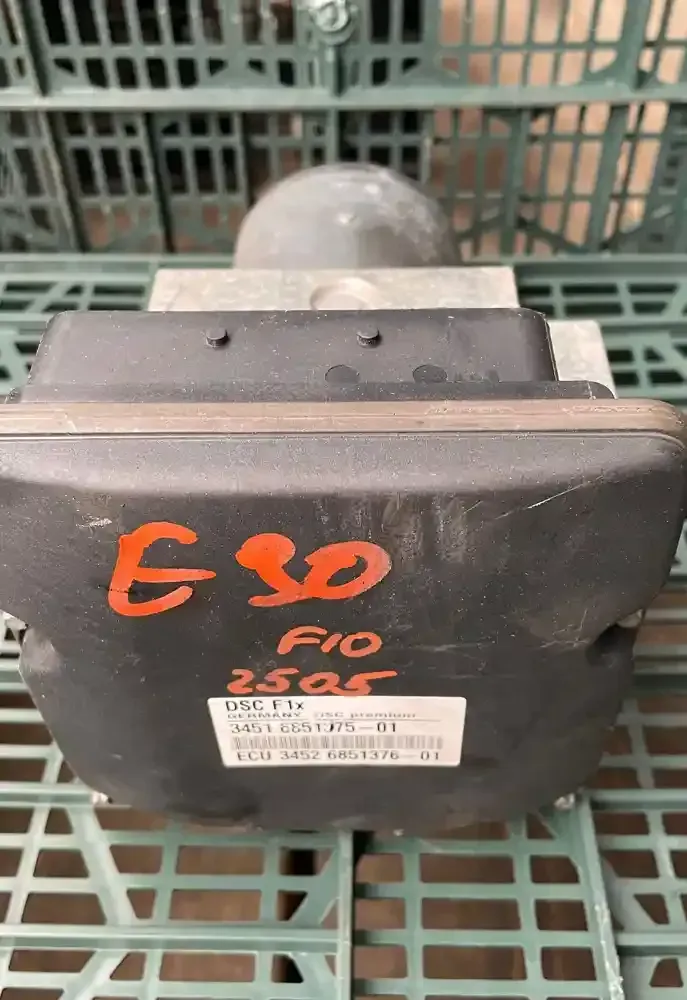 E90
F10
2505
DSC F1x
GERMANY DSC premium
3451 6851375-01
ECU 3452 6851376-01